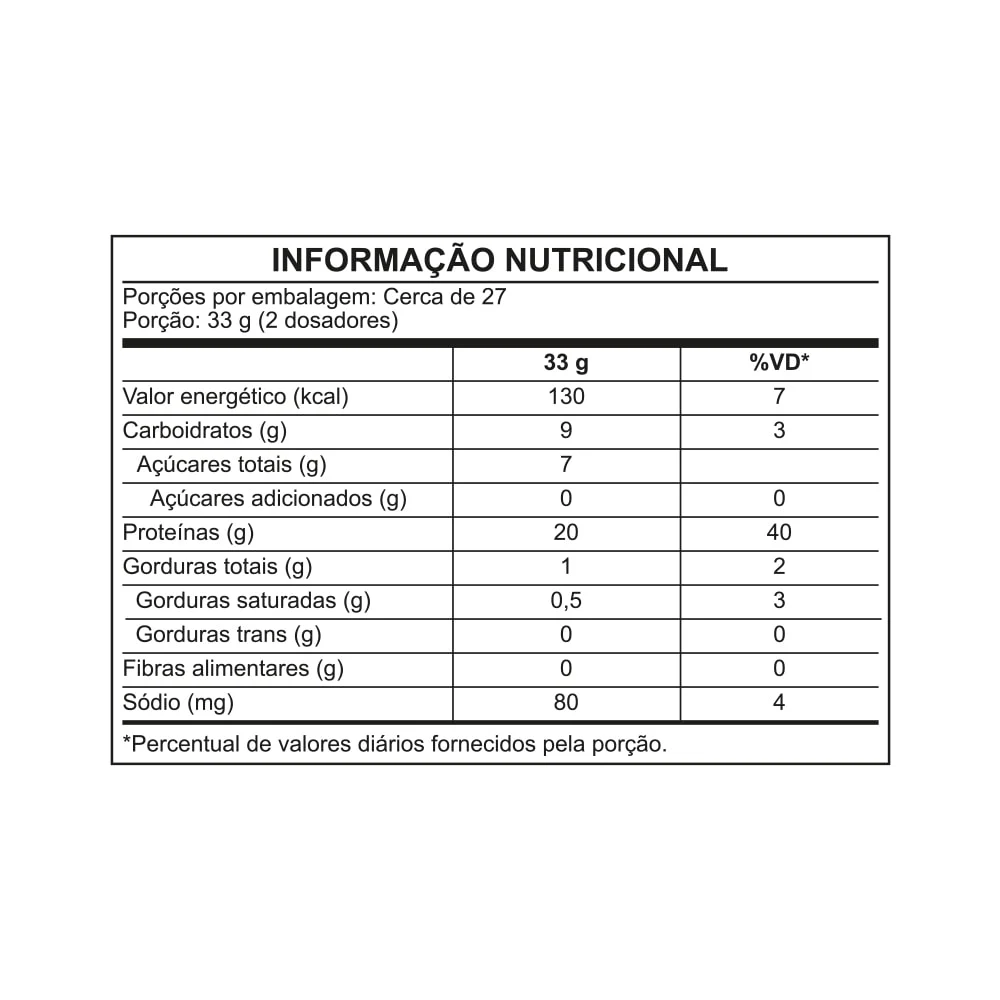 INFORMAÇÃO NUTRICIONAL
Porções por embalagem: Cerca de 27
Porção: 33 g (2 dosadores)
33 g %VD*
Valor energético (kcal) 130 7
Carboidratos (g) 9 3
Açúcares totais (g) 7
Açúcares adicionados (g) 0 0
Proteínas (g) 20 40
Gorduras totais (g) 1 2
Gorduras saturadas (g) 0,5 3
Gorduras trans (g) 0 0
Fibras alimentares (g) 0 0
Sódio (mg) 80 4
*Percentual de valores diários fornecidos pela porção.